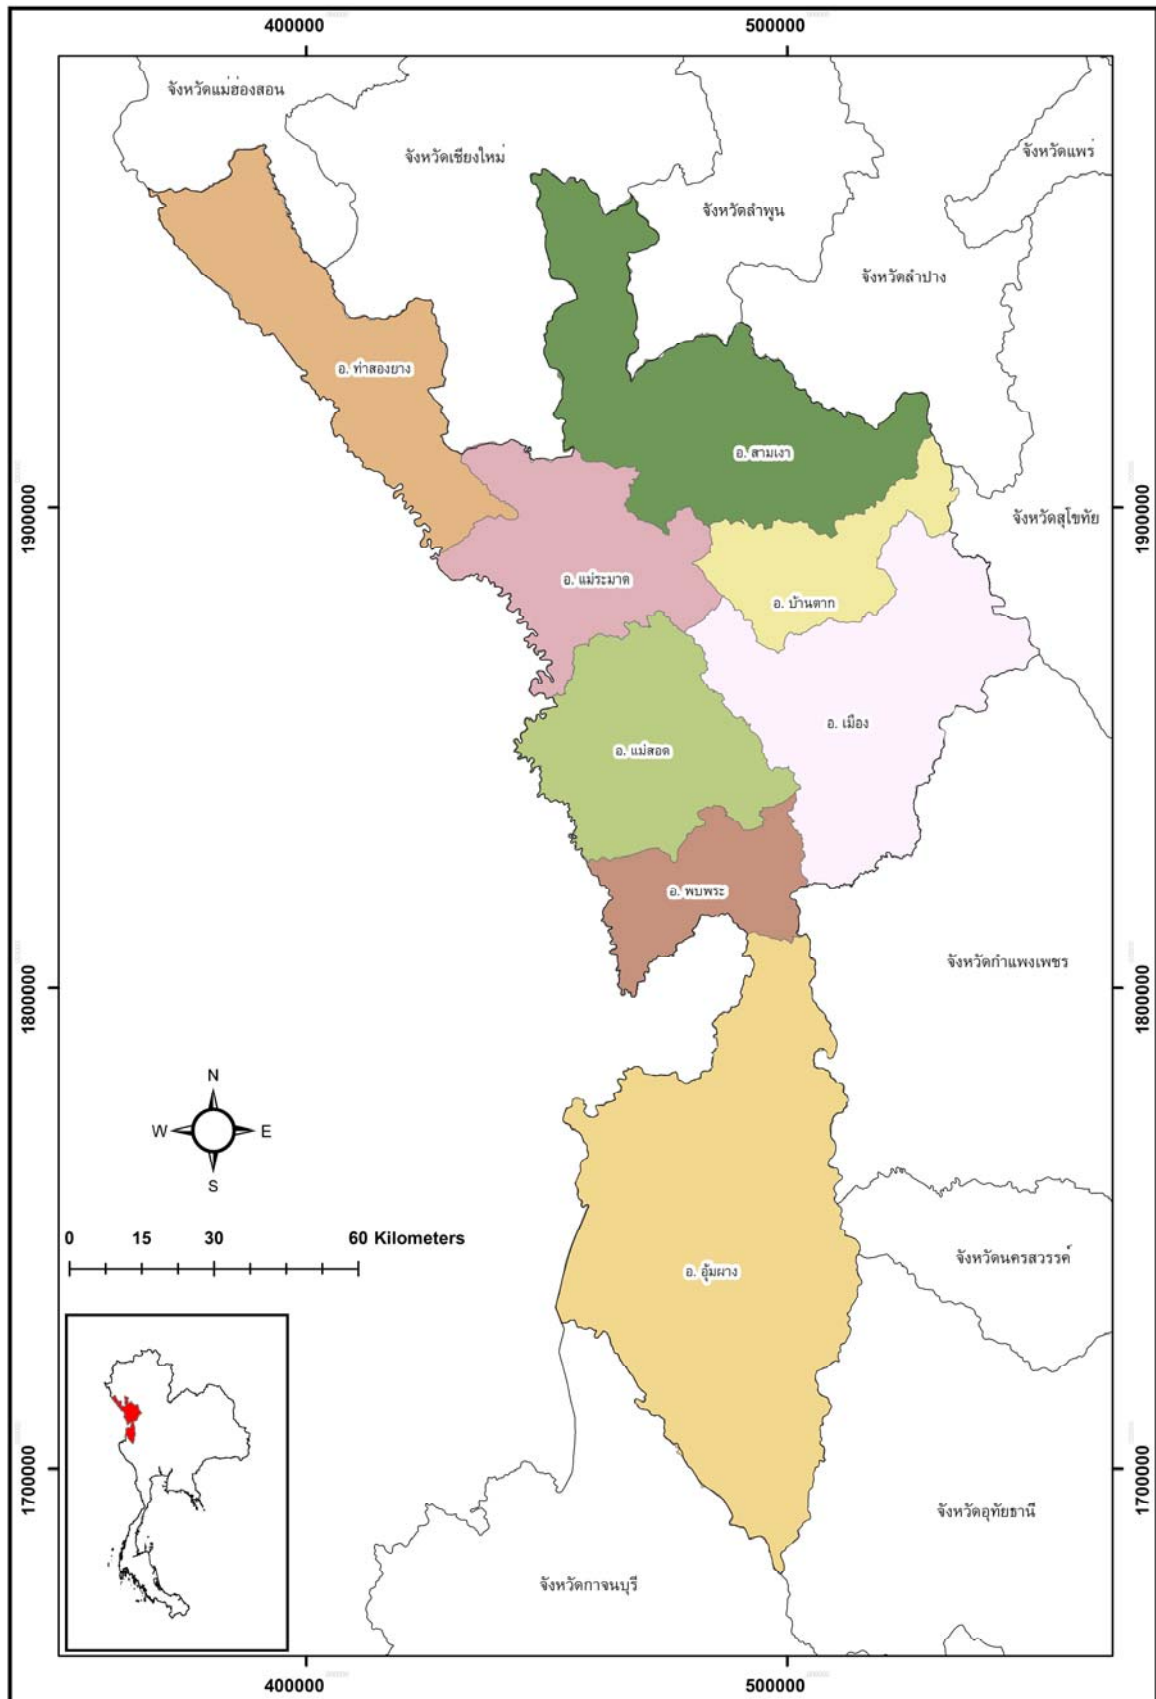 400000
500000
จังหวัดแม่ฮ่องสอน
จังหวัดเชียงใหม่
จังหวัดแพร่
จังหวัดลำพูน
จังหวัดลำปาง
อ. ท่าสองยาง
อ. สามเงา
1900000
จังหวัดสุโขทัย
1900000
อ. แม่ระมาด
อ. บ้านตาก
อ. เมือง
อ. แม่สอด
อ. พบพระ
จังหวัดกำแพงเพชร
1800000
1800000
N
W E
S
0 15 30 60 Kilometers
จังหวัดนครสวรรค์
อ. อุ้มผาง
1700000
1700000
จังหวัดอุทัยธานี
จังหวัดกาจนบุรี
400000
500000